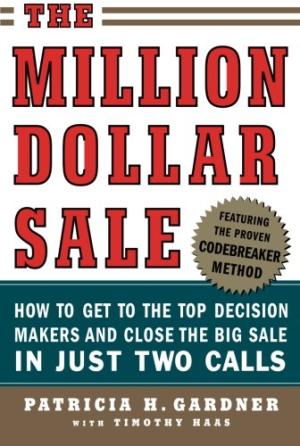 THE
MILLION
DOLLAR
SALE
FEATURING
THE PROVEN
CODEBREAKER
METHOD
HOW TO GET TO THE TOP DECISION
MAKERS AND CLOSE THE BIG SALE
IN JUST TWO CALLS
PATRICIA H. GARDNER
WITH TIMOTHY HAAS